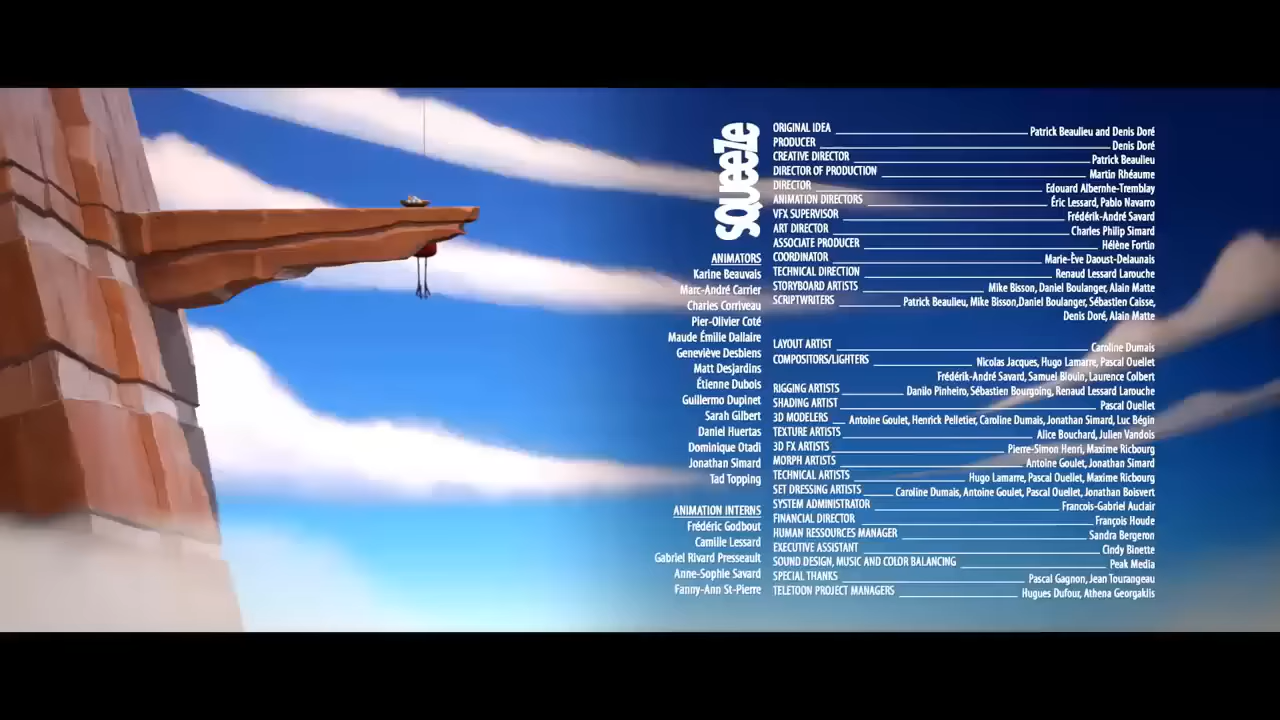 squeeze
ANIMATORS
Karine Beauvais
Marc-André Carrier
Charles Corriveau
Pier-Olivier Coté
Maude Émilie Dallaire
Geneviève Desbiens
Matt Desjardins
Étienne Dubois
Guillermo Dupinet
Sarah Gilbert
Daniel Huertas
Dominique Otadi
Jonathan Simard
Tad Topping
ANIMATION INTERNS
Frédéric Godbout
Camille Lessard
Gabriel Rivard Presseault
Anne-Sophie Savard
Fanny-Ann St-Pierre
ORIGINAL IDEA Patrick Beaulieu and Denis Doré
PRODUCER Denis Doré
CREATIVE DIRECTOR Patrick Beaulieu
DIRECTOR OF PRODUCTION Martin Rhéaume
DIRECTOR Edouard Albernhe-Tremblay
ANIMATION DIRECTORS Éric Lessard, Pablo Navarro
VFX SUPERVISOR Frédérik-André Savard
ART DIRECTOR Charles Philip Simard
ASSOCIATE PRODUCER Hélène Fortin
COORDINATOR Marie-Ève Daoust-Delaunais
TECHNICAL DIRECTION Renaud Lessard Larouche
STORYBOARD ARTISTS Mike Bisson, Daniel Boulanger, Alain Matte
SCRIPTWRITERS Patrick Beaulieu, Mike Bisson,Daniel Boulanger, Sébastien Caisse,
Denis Doré, Alain Matte
LAYOUT ARTIST Caroline Dumais
COMPOSITORS/LIGHTERS Nicolas Jacques, Hugo Lamarre, Pascal Ouellet
Frédérik-André Savard, Samuel Blouin, Laurence Colbert
RIGGING ARTISTS Danilo Pinheiro, Sébastien Bourgoing, Renaud Lessard Larouche
SHADING ARTIST Pascal Ouellet
3D MODELERS Antoine Goulet, Henrick Pelletier, Caroline Dumais, Jonathan Simard, Luc Bégin
TEXTURE ARTISTS Alice Bouchard, Julien Vandois
3D FX ARTISTS Pierre-Simon Henri, Maxime Ricbourg
MORPH ARTISTS Antoine Goulet, Jonathan Simard
TECHNICAL ARTISTS Hugo Lamarre, Pascal Ouellet, Maxime Ricbourg
SET DRESSING ARTISTS Caroline Dumais, Antoine Goulet, Pascal Ouellet, Jonathan Boisvert
SYSTEM ADMINISTRATOR Francois-Gabriel Auclair
FINANCIAL DIRECTOR François Houde
HUMAN RESSOURCES MANAGER Sandra Bergeron
EXECUTIVE ASSISTANT Cindy Binette
SOUND DESIGN, MUSIC AND COLOR BALANCING Peak Media
SPECIAL THANKS Pascal Gagnon, Jean Tourangeau
TELETOON PROJECT MANAGERS Hugues Dufour, Athena Georgaklis